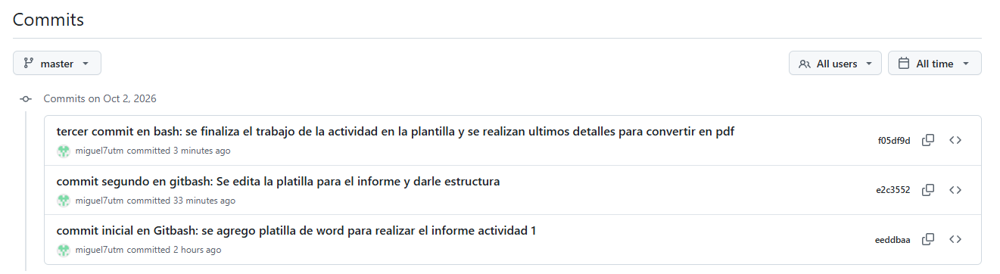 Commits
master
All users
All time
Commits on Oct 2, 2026
tercer commit en bash: se finaliza el trabajo de la actividad en la plantilla y se realizan ultimos detalles para convertir en pdf
miguel7utm committed 3 minutes ago
f05df9d
commit segundo en gitbash: Se edita la platilla para el informe y darle estructura
miguel7utm committed 33 minutes ago
e2c3552
commit inicial en Gitbash: se agrego platilla de word para realizar el informe actividad 1
miguel7utm committed 2 hours ago
eeddbaa